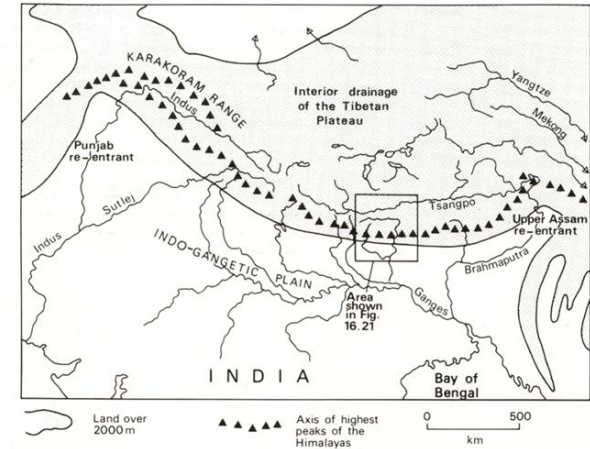 KARAKORAM RANGE
Indus
Interior drainage
of the Tibetan
Plateau
Yangtze
Mekong
Punjab
re-entrant
Sutlej
Indus
Tsangpo
Upper Assam
re-entrant
INDO-GANGETIC PLAIN
Brahmaputra
Area
shown
in Fig.
16.21
Ganges
INDIA
Bay of
Bengal
Land over
2000m
Axis of highest
peaks of the
Himalayas
0 500
km